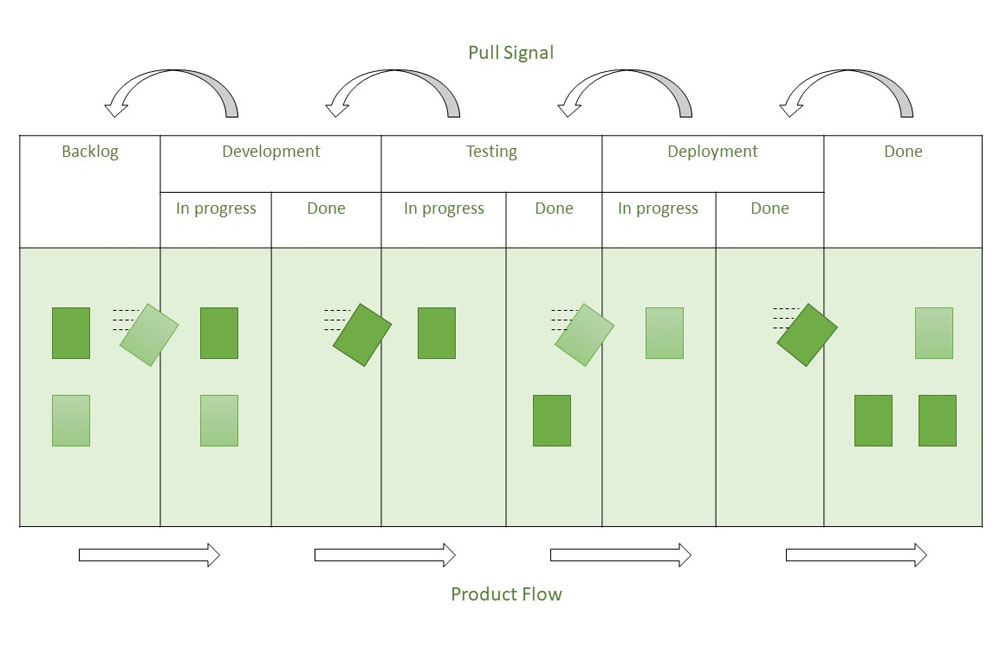 Pull Signal
Backlog Development Testing Deployment Done
In progress Done In progress Done In progress Done
Product Flow